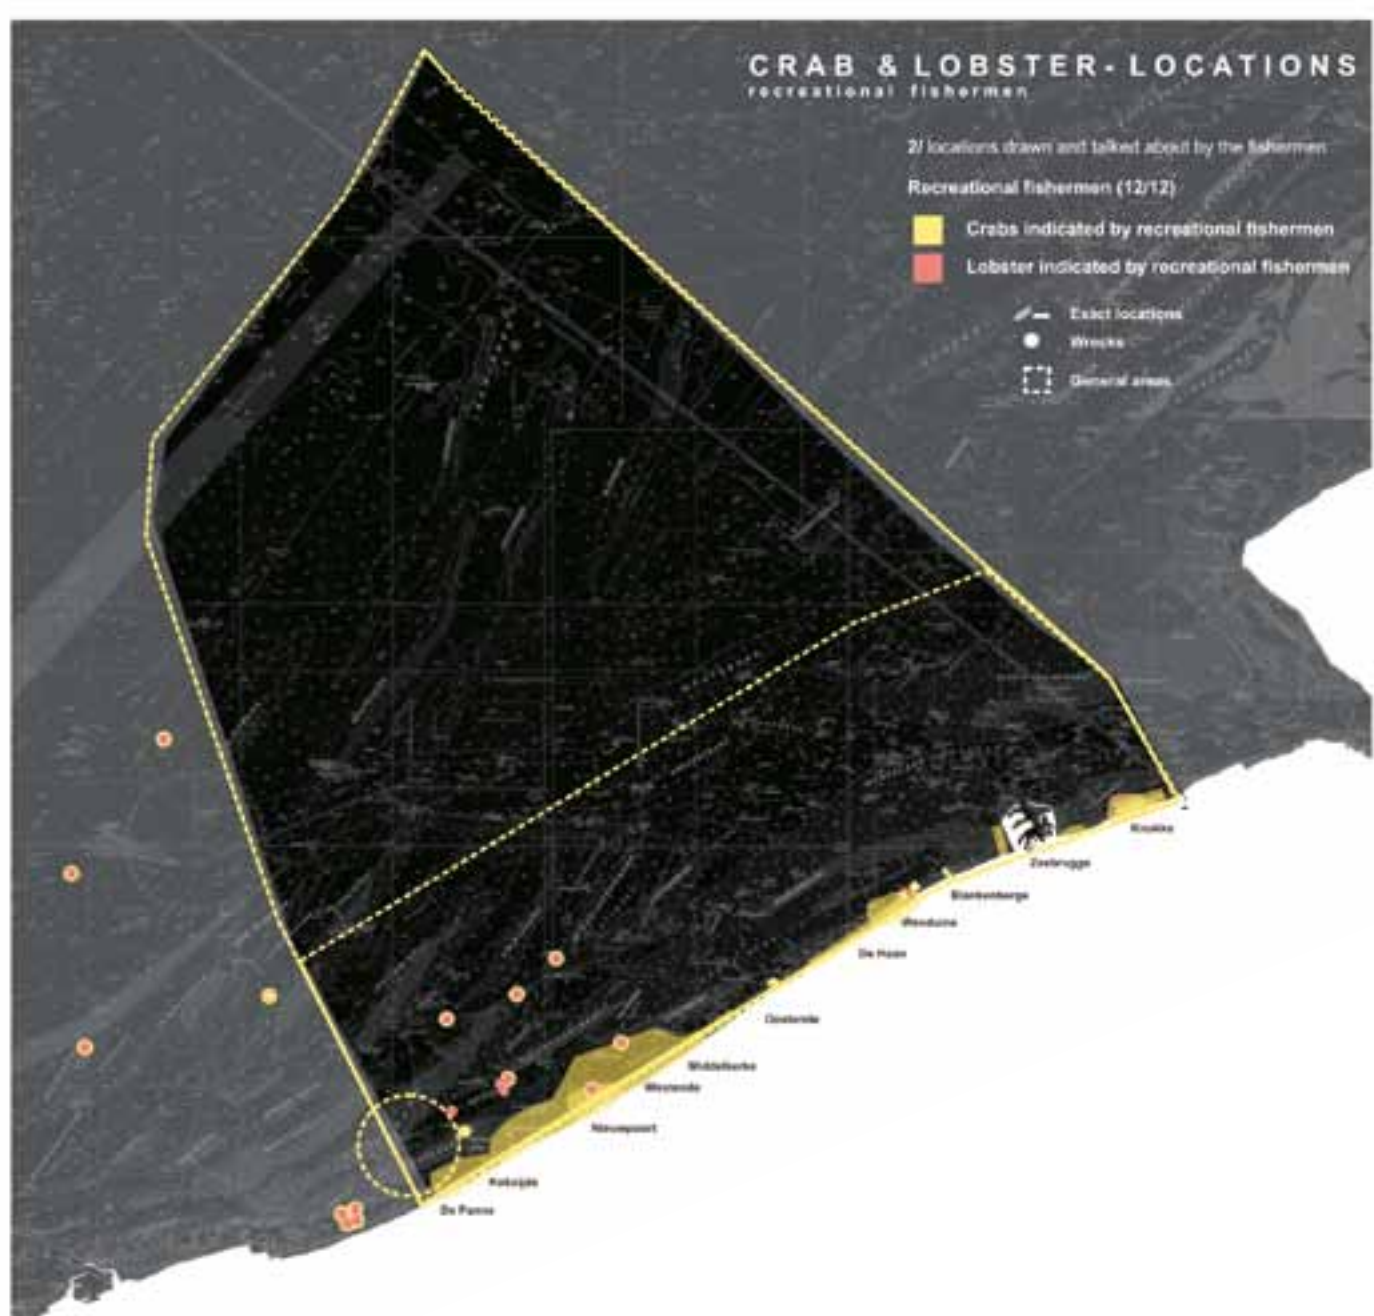 CRAB & LOBSTER - LOCATIONS
recreational fishermen
2/ locations drawn and talked about by the fishermen
Recreational fishermen (12/12)
Crabs indicated by recreational fishermen
Lobster indicated by recreational fishermen
Exact locations
Wrecks
General areas
Knokke
Zeebrugge
Blankenberge
Wenduine
De Haan
Oostende
Middelkerke
Westende
Nieuwpoort
Koksijde
De Panne